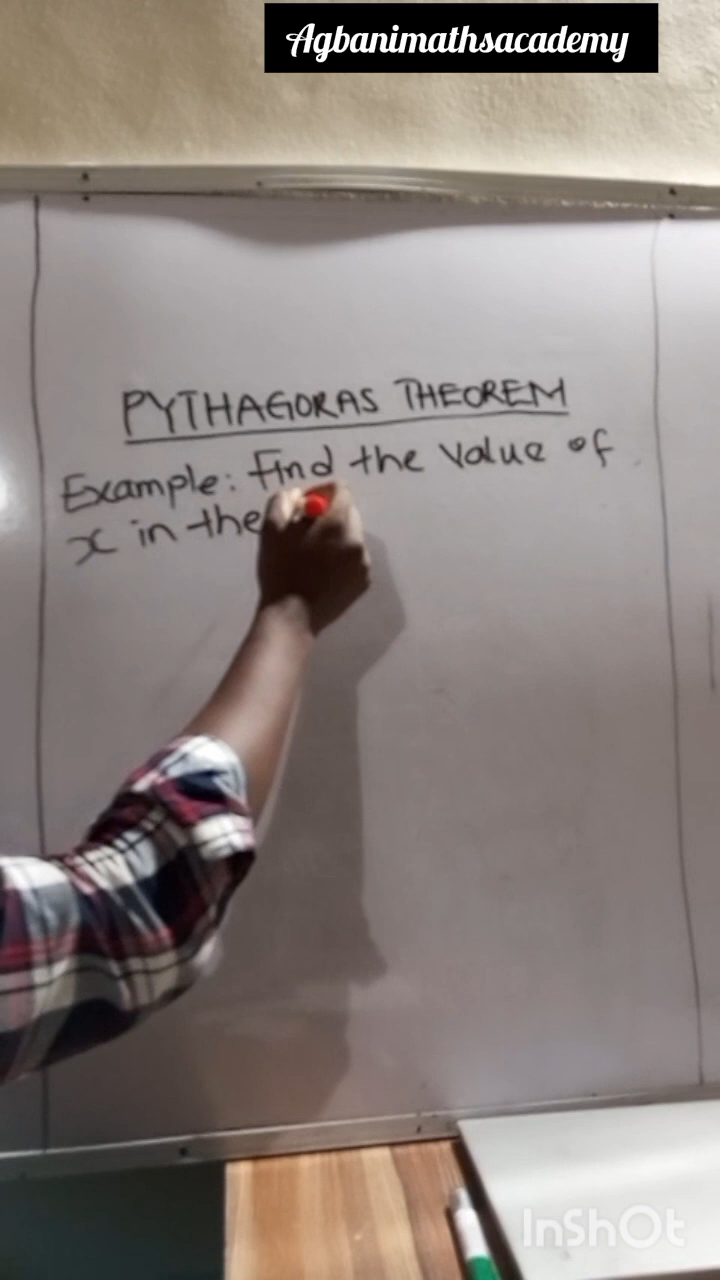 Agbanimathsacademy
PYTHAGORAS THEOREM
Example: Find the value of
x in the
InShOt